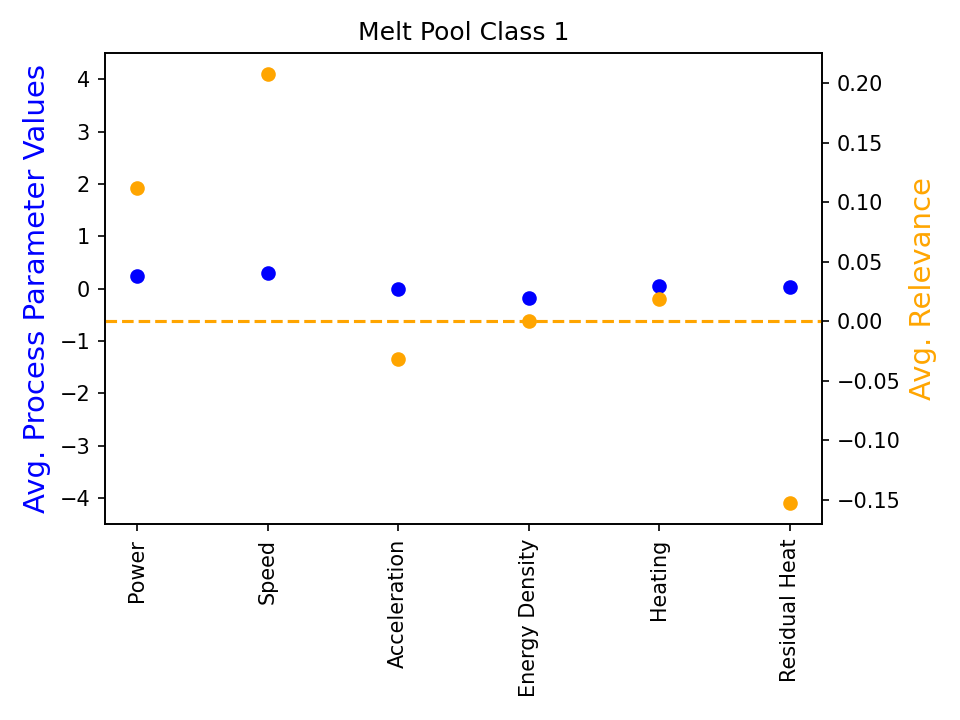 Melt Pool Class 1
Avg. Process Parameter Values
4
3
2
1
0
−1
−2
−3
−4
0.20
0.15
0.10
0.05
0.00
−0.05
−0.10
−0.15
Avg. Relevance
Power
Speed
Acceleration
Energy Density
Heating
Residual Heat